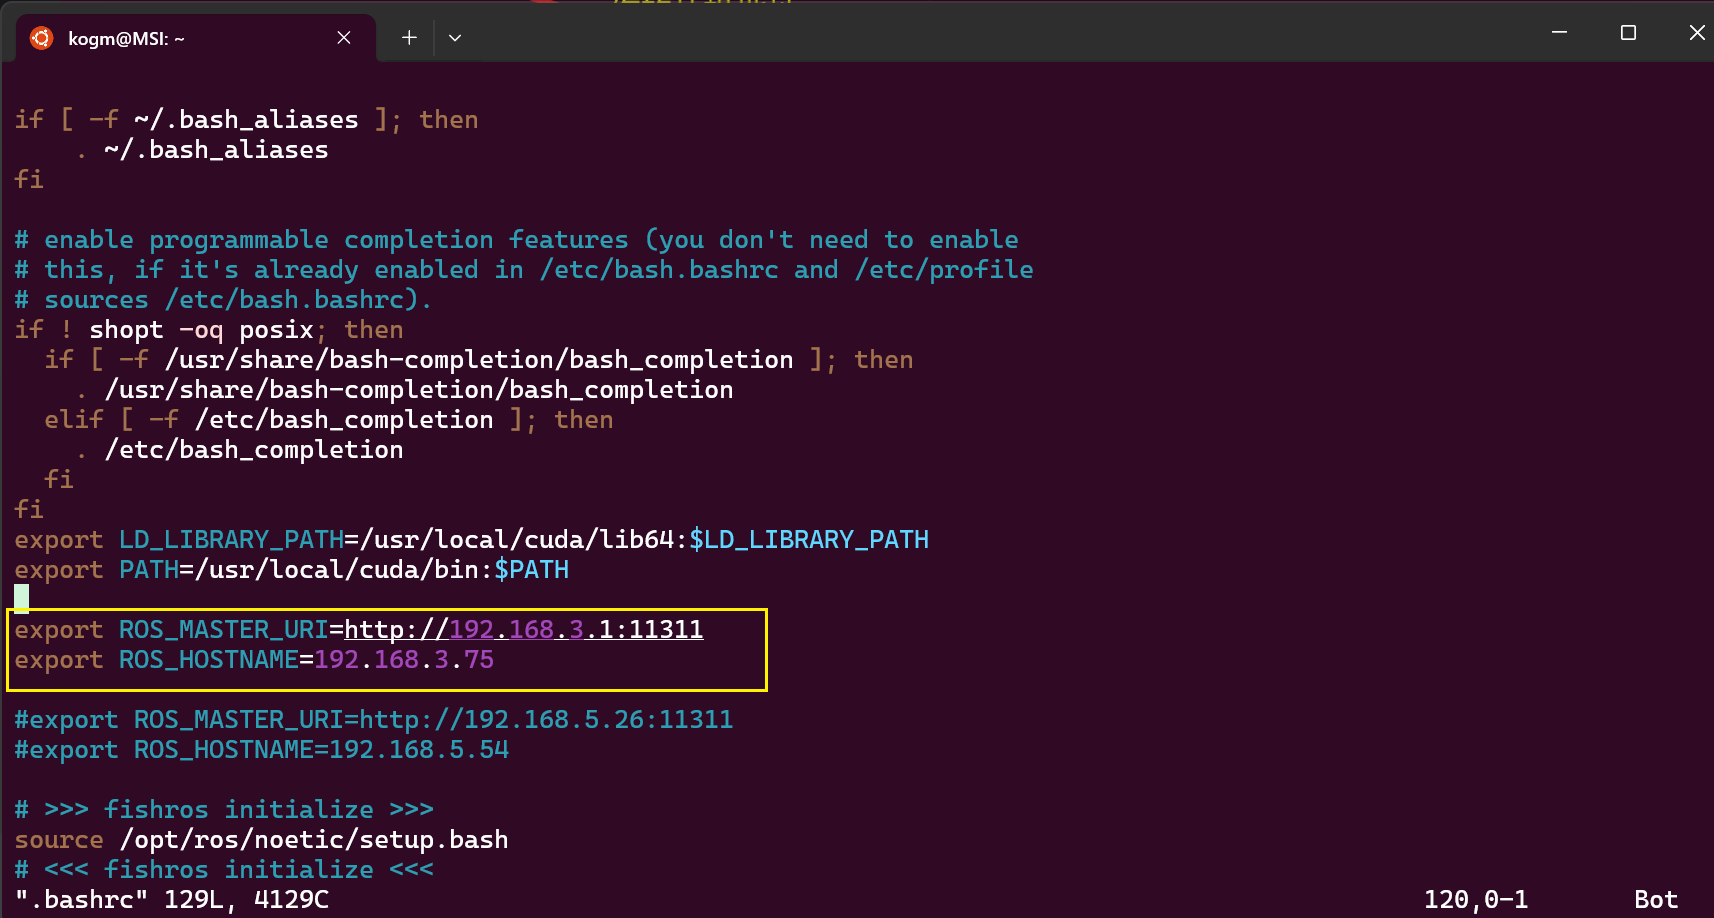 kogm@MSI: ~
if [ -f ~/.bash_aliases ]; then
    . ~/.bash_aliases
fi
# enable programmable completion features (you don't need to enable
# this, if it's already enabled in /etc/bash.bashrc and /etc/profile
# sources /etc/bash.bashrc).
if ! shopt -oq posix; then
  if [ -f /usr/share/bash-completion/bash_completion ]; then
    . /usr/share/bash-completion/bash_completion
  elif [ -f /etc/bash_completion ]; then
    . /etc/bash_completion
  fi
fi
export LD_LIBRARY_PATH=/usr/local/cuda/lib64:$LD_LIBRARY_PATH
export PATH=/usr/local/cuda/bin:$PATH
export ROS_MASTER_URI=http://192.168.3.1:11311
export ROS_HOSTNAME=192.168.3.75
#export ROS_MASTER_URI=http://192.168.5.26:11311
#export ROS_HOSTNAME=192.168.5.54
# >>> fishros initialize >>>
source /opt/ros/noetic/setup.bash
# <<< fishros initialize <<<
".bashrc" 129L, 4129C 120,0-1 Bot